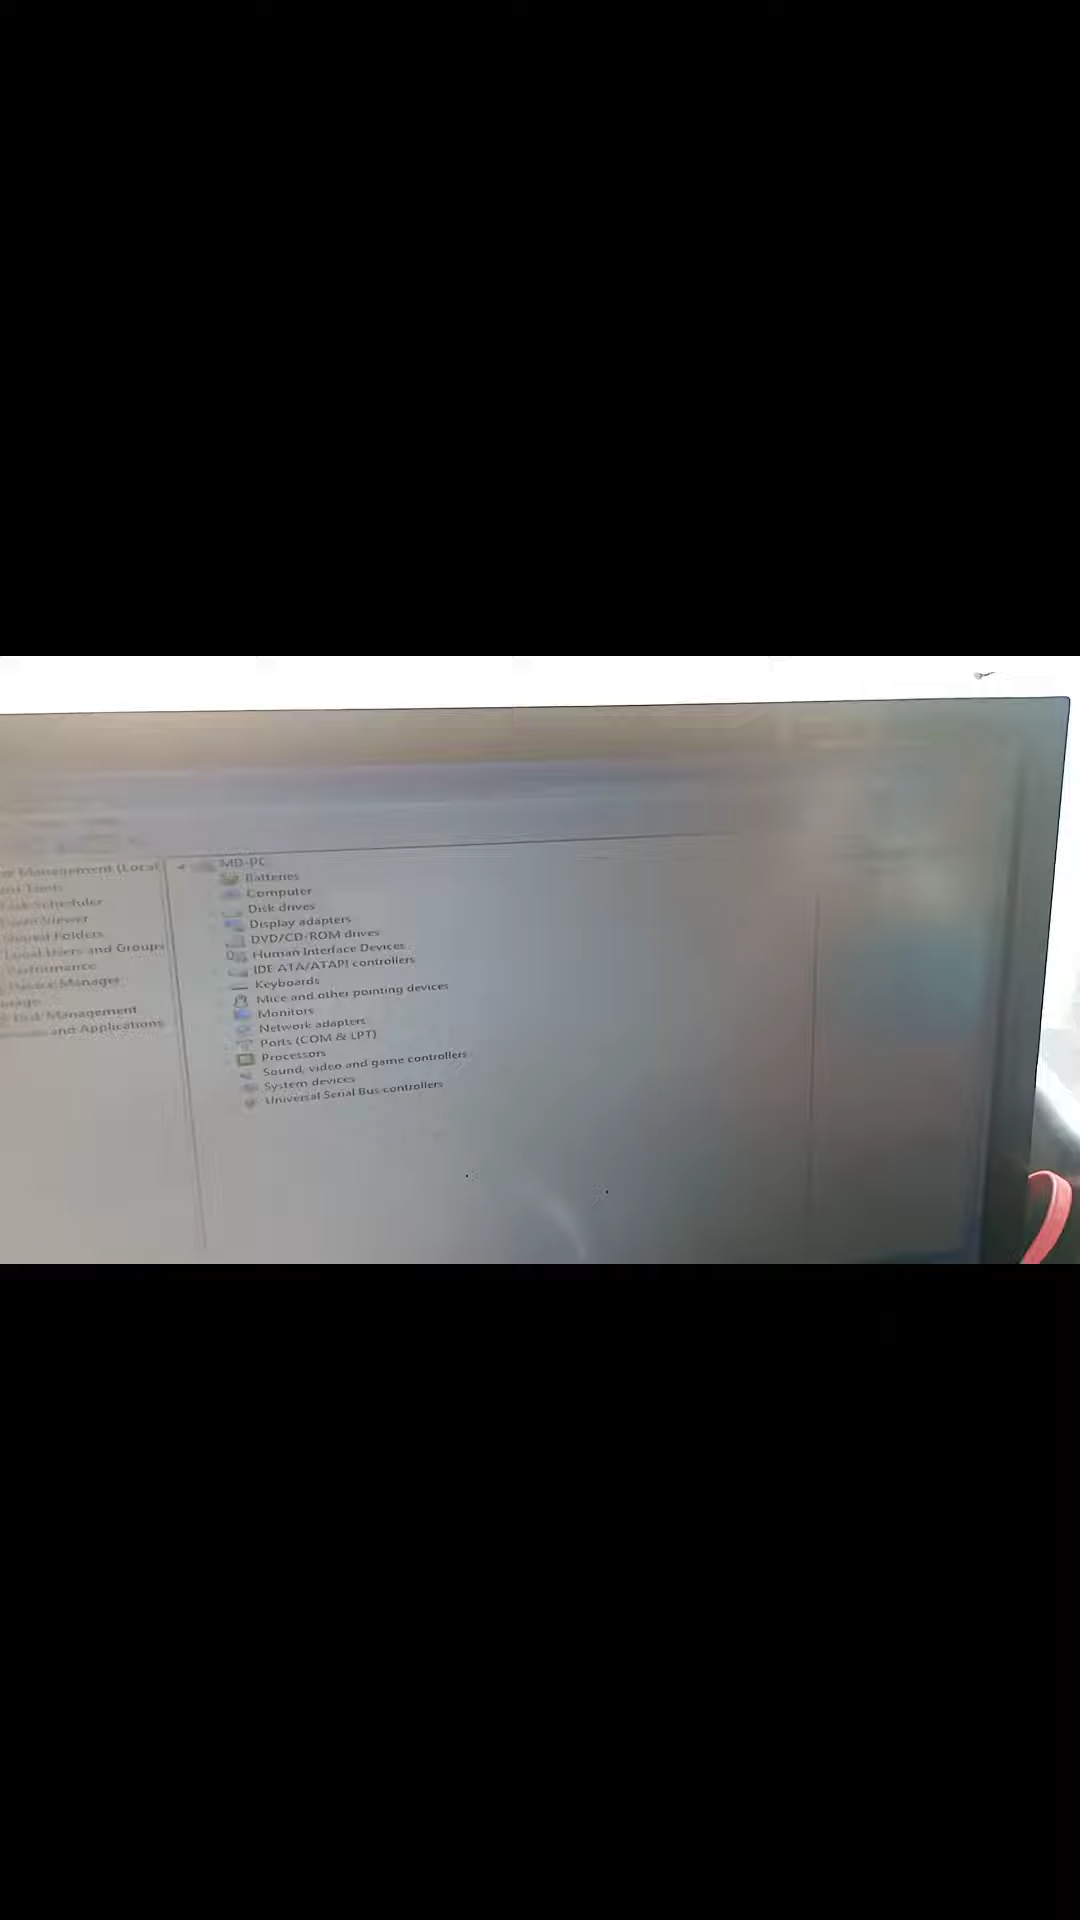 Management (Local
Task Scheduler
Viewer
Shared Folders
Local Users and Groups
Performance
Device Manager
Disk Management
and Applications
MD-PC
Batteries
Computer
Disk drives
Display adapters
DVD/CD-ROM drives
Human Interface Devices
IDE ATA/ATAPI controllers
Keyboards
Mice and other pointing devices
Monitors
Network adapters
Ports (COM & LPT)
Processors
Sound, video and game controllers
System devices
Universal Serial Bus controllers